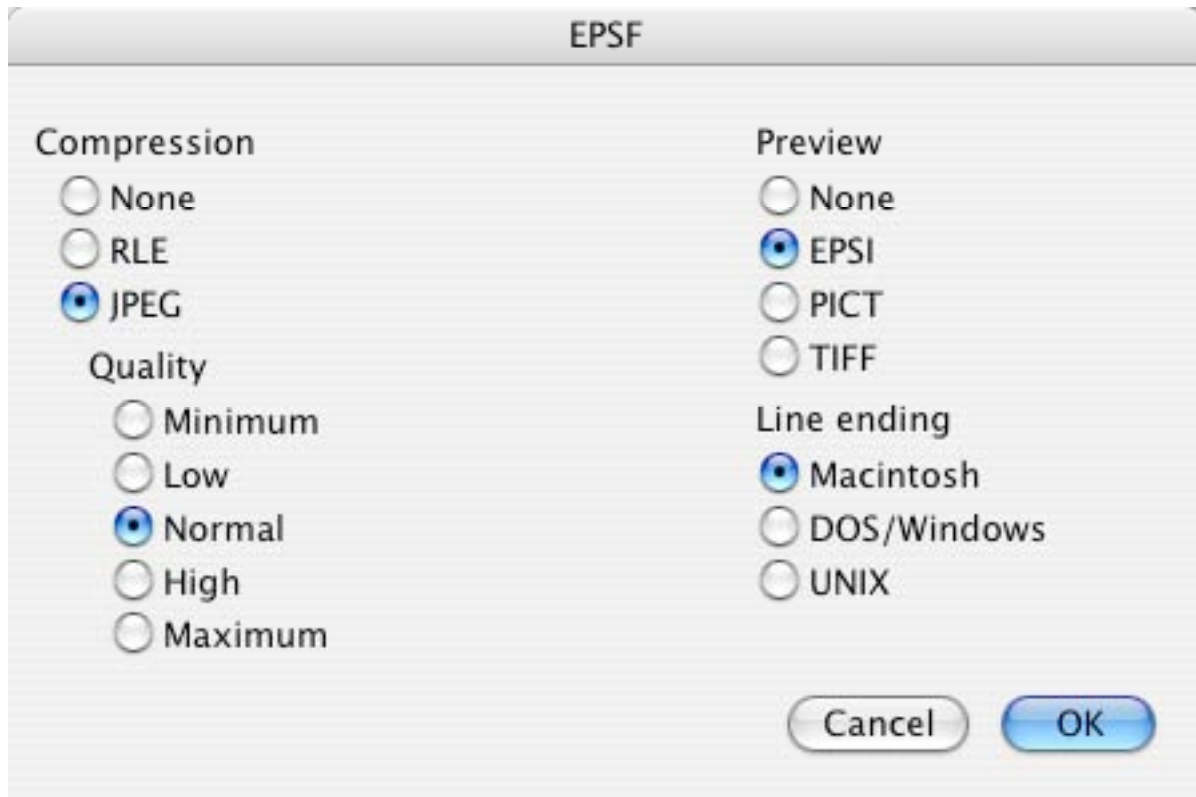 EPSF
Compression
None
RLE
JPEG
Quality
Minimum
Low
Normal
High
Maximum
Preview
None
EPSI
PICT
TIFF
Line ending
Macintosh
DOS/Windows
UNIX
Cancel
OK